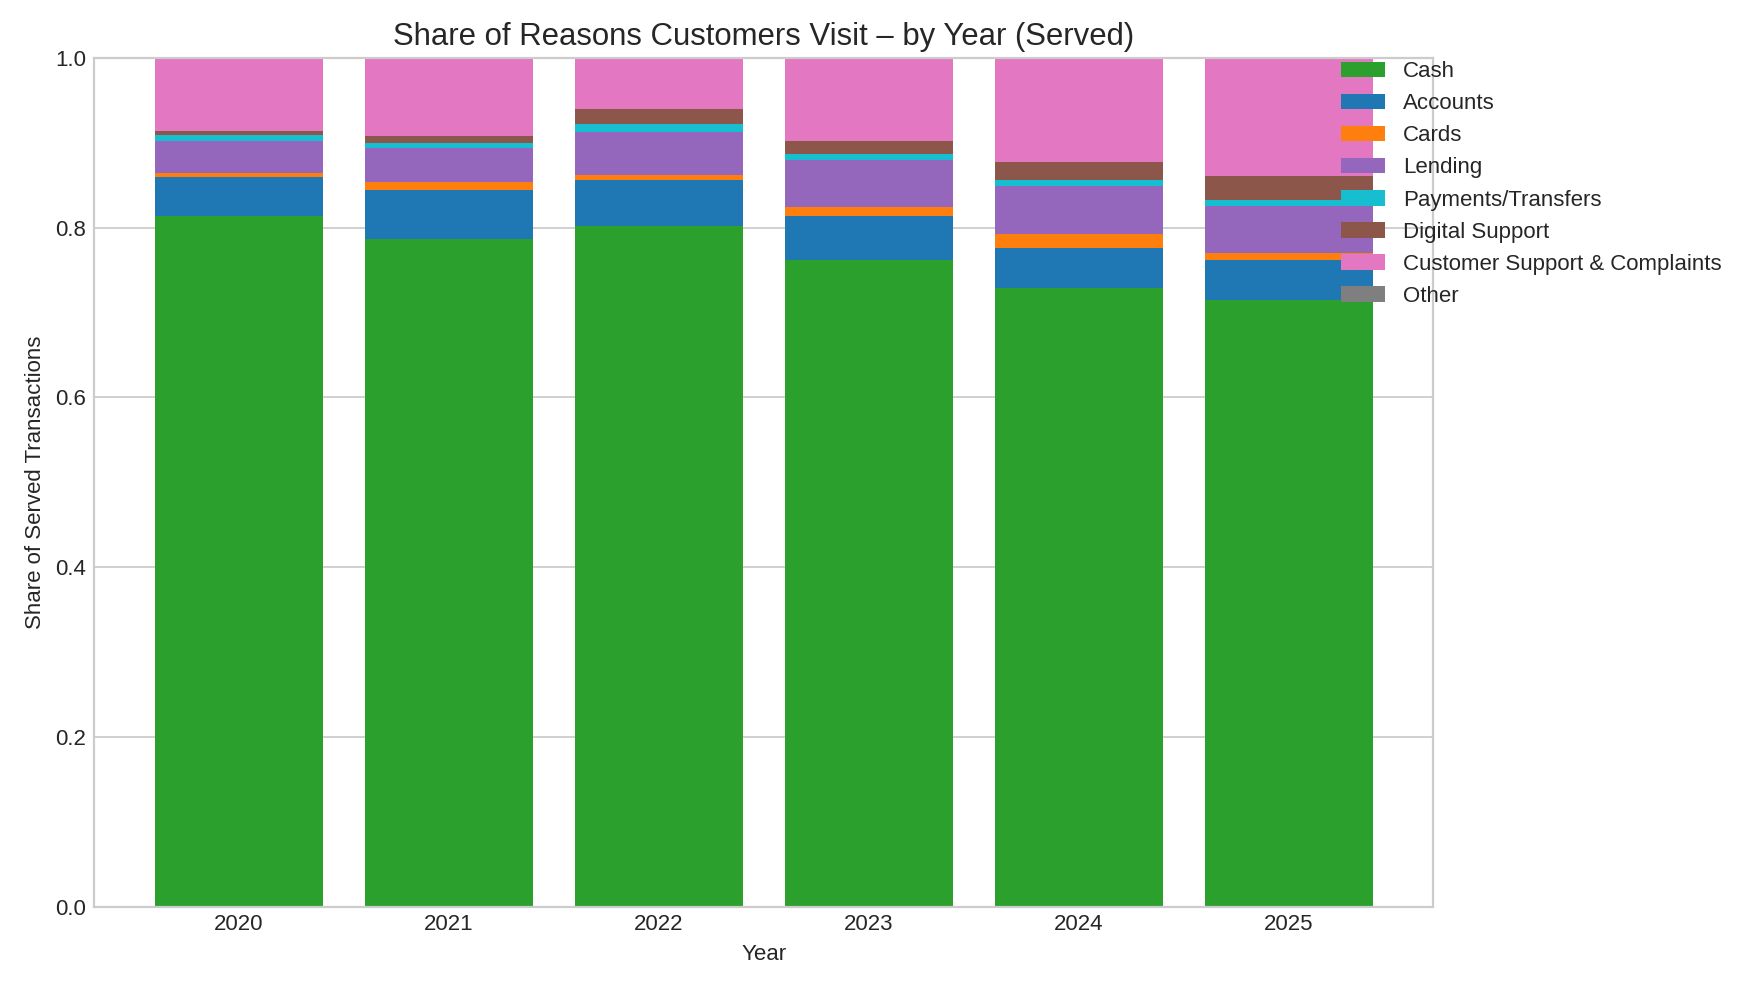 Share of Reasons Customers Visit – by Year (Served)
1.0
0.8
0.6
0.4
0.2
0.0
Share of Served Transactions
2020
2021
2022
2023
2024
2025
Year
Cash
Accounts
Cards
Lending
Payments/Transfers
Digital Support
Customer Support & Complaints
Other